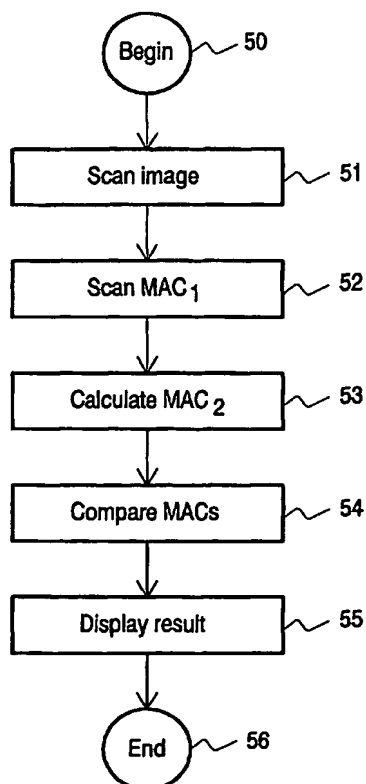 Begin 50
Scan image 51
Scan MAC1 52
Calculate MAC2 53
Compare MACs 54
Display result 55
End 56